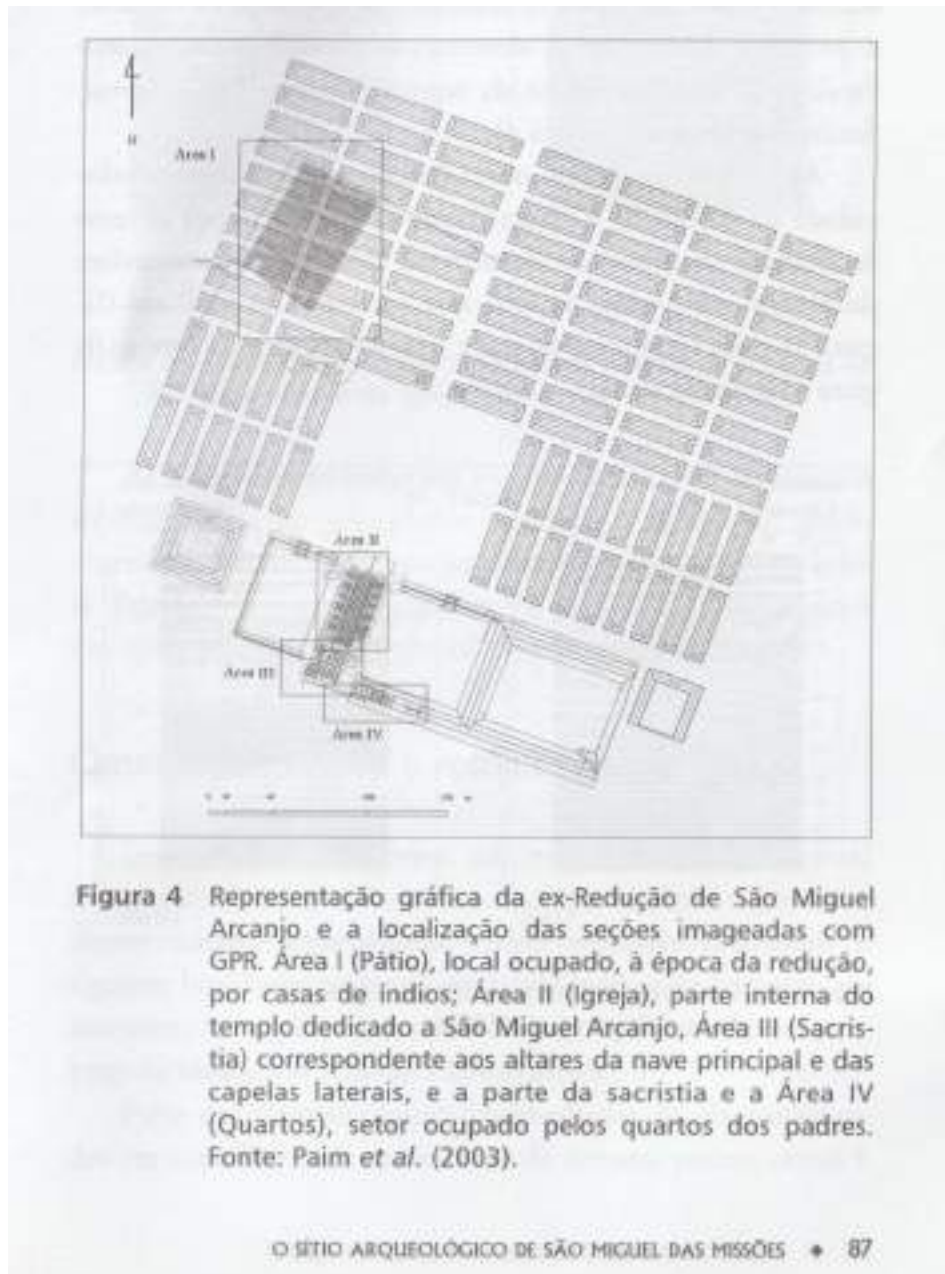 Área I
Área II
Área III
Área IV
Figura 4 Representação gráfica da ex-Redução de São Miguel
Arcanjo e a localização das seções imageadas com
GPR. Área I (Pátio), local ocupado, à época da redução,
por casas de índios; Área II (Igreja), parte interna do
templo dedicado a São Miguel Arcanjo, Área III (Sacris-
tia) correspondente aos altares da nave principal e das
capelas laterais, e a parte da sacristia e a Área IV
(Quartos), setor ocupado pelos quartos dos padres.
Fonte: Paim et al. (2003).
O SÍTIO ARQUEOLÓGICO DE SÃO MIGUEL DAS MISSÕES ◆ 87